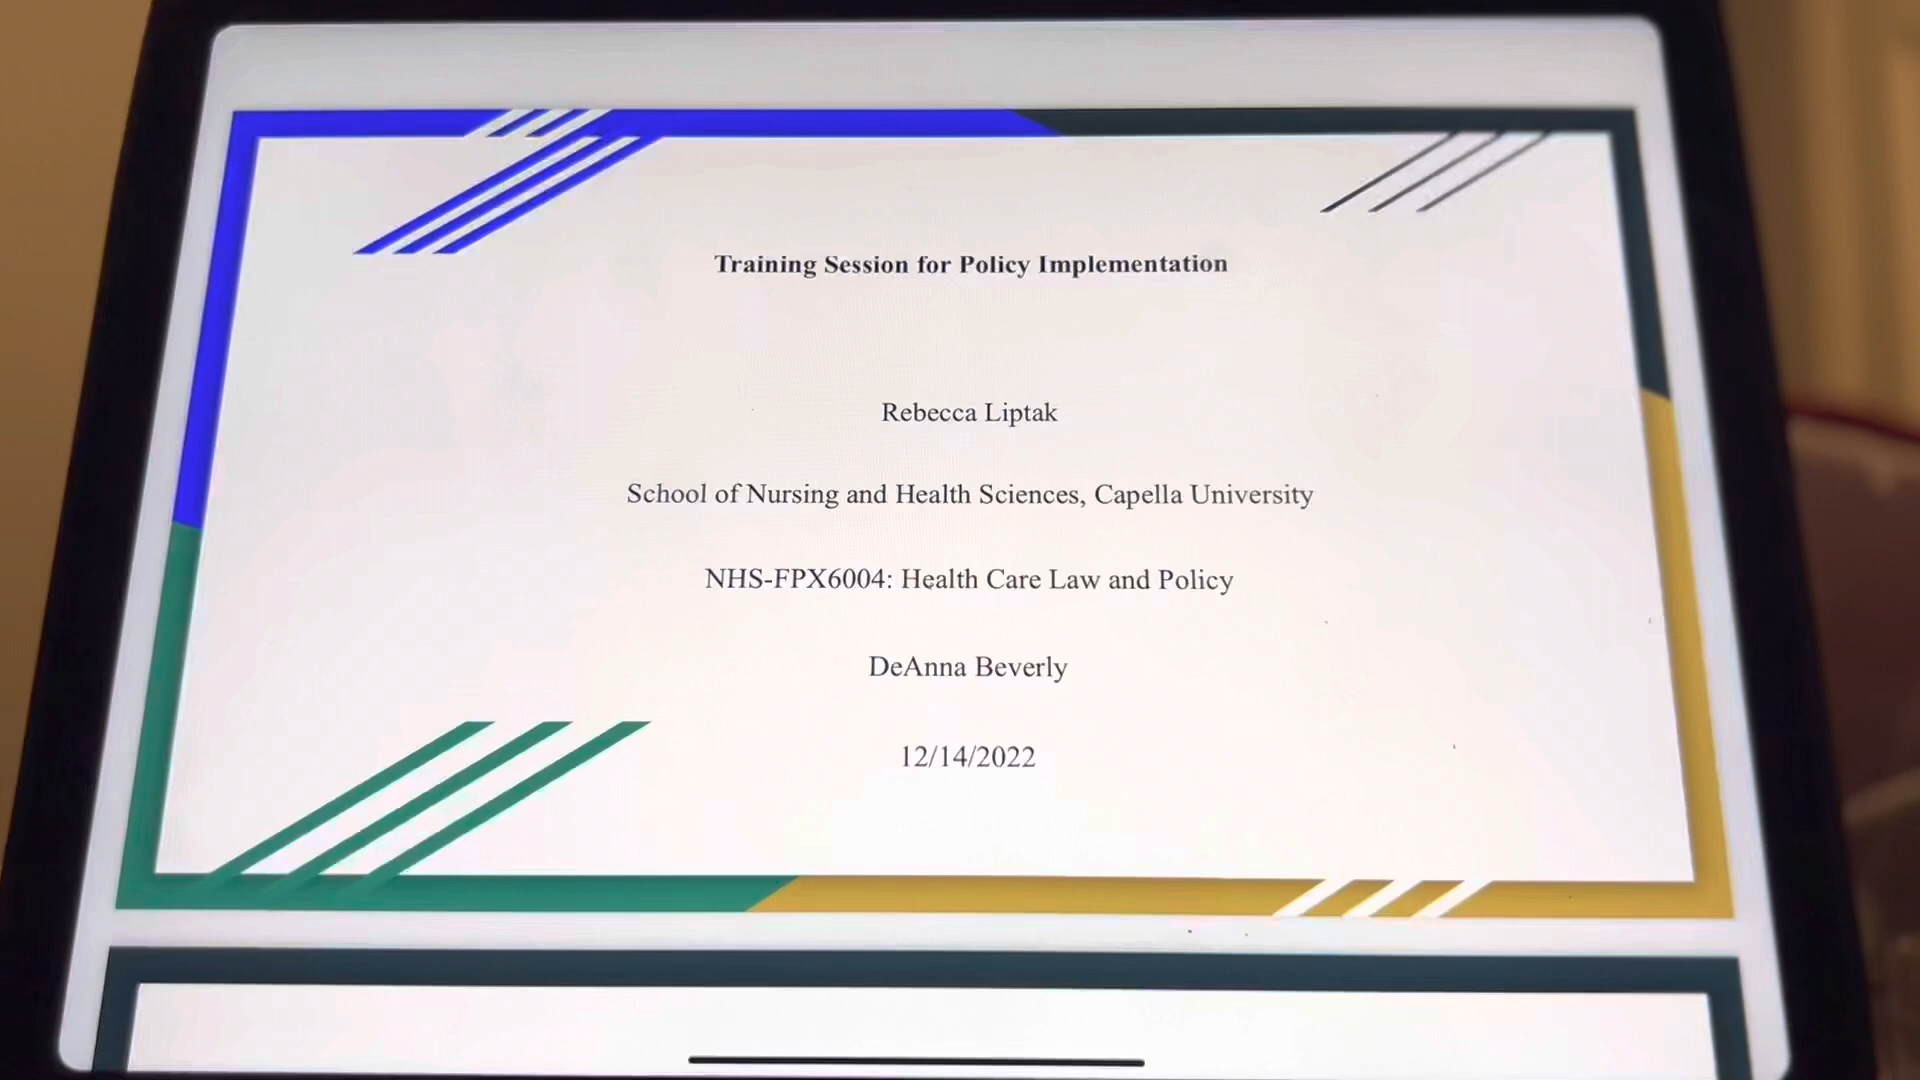 Training Session for Policy Implementation
Rebecca Liptak
School of Nursing and Health Sciences, Capella University
NHS-FPX6004: Health Care Law and Policy
DeAnna Beverly
12/14/2022